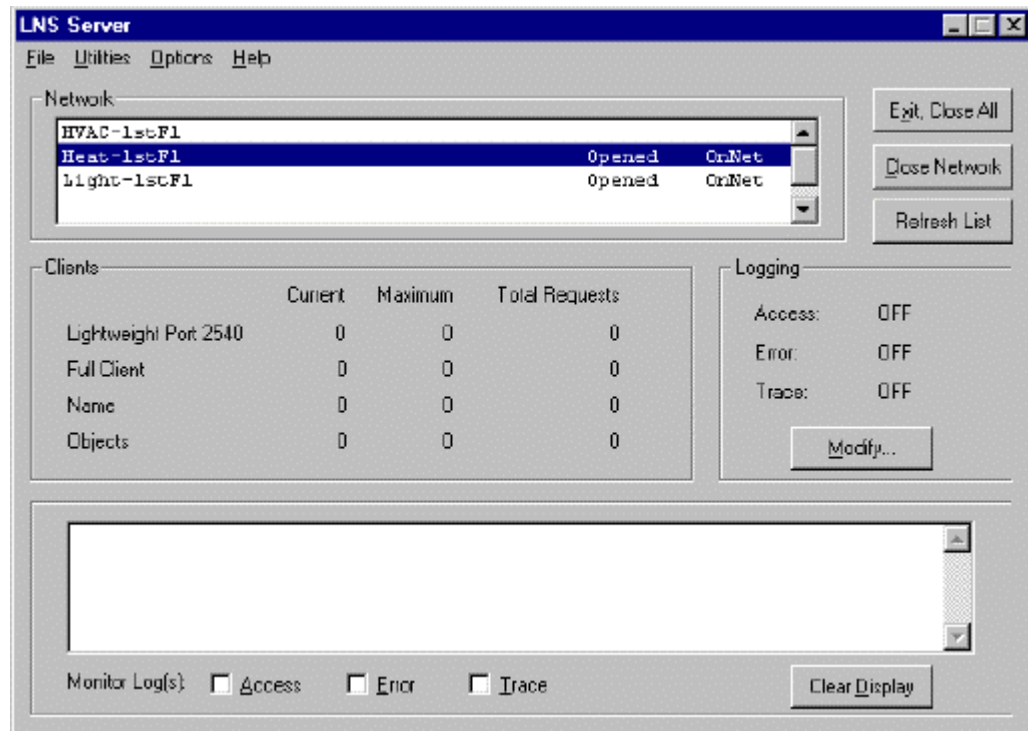 LNS Server
File Utilities Options Help
Network
HVAC-1stFl
Heat-1stFl Opened OnNet
Light-1stFl Opened OnNet
Exit, Close All
Close Network
Refresh List
Clients
Current Maximum Total Requests
Lightweight Port 2540 0 0 0
Full Client 0 0 0
Name 0 0 0
Objects 0 0 0
Logging
Access: OFF
Error: OFF
Trace: OFF
Modify...
Monitor Log(s): Access Error Trace
Clear Display